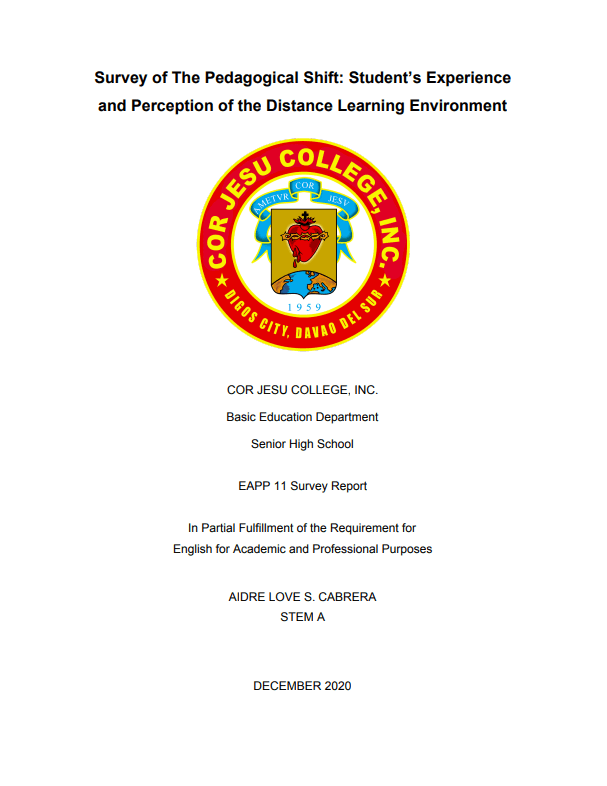 Survey of The Pedagogical Shift: Student’s Experience
and Perception of the Distance Learning Environment
COR JESU COLLEGE, INC.
AMETVR COR JESV
1959
DIGOS CITY, DAVAO DEL SUR
COR JESU COLLEGE, INC.
Basic Education Department
Senior High School
EAPP 11 Survey Report
In Partial Fulfillment of the Requirement for
English for Academic and Professional Purposes
AIDRE LOVE S. CABRERA
STEM A
DECEMBER 2020